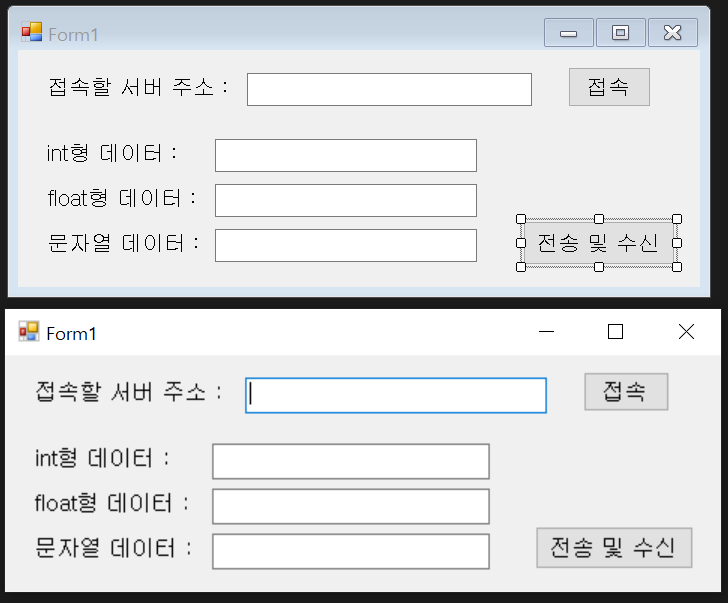 Form1
접속할 서버 주소 : 접속
int형 데이터 :
float형 데이터 :
문자열 데이터 : 전송 및 수신
Form1
접속할 서버 주소 : 접속
int형 데이터 :
float형 데이터 :
문자열 데이터 : 전송 및 수신